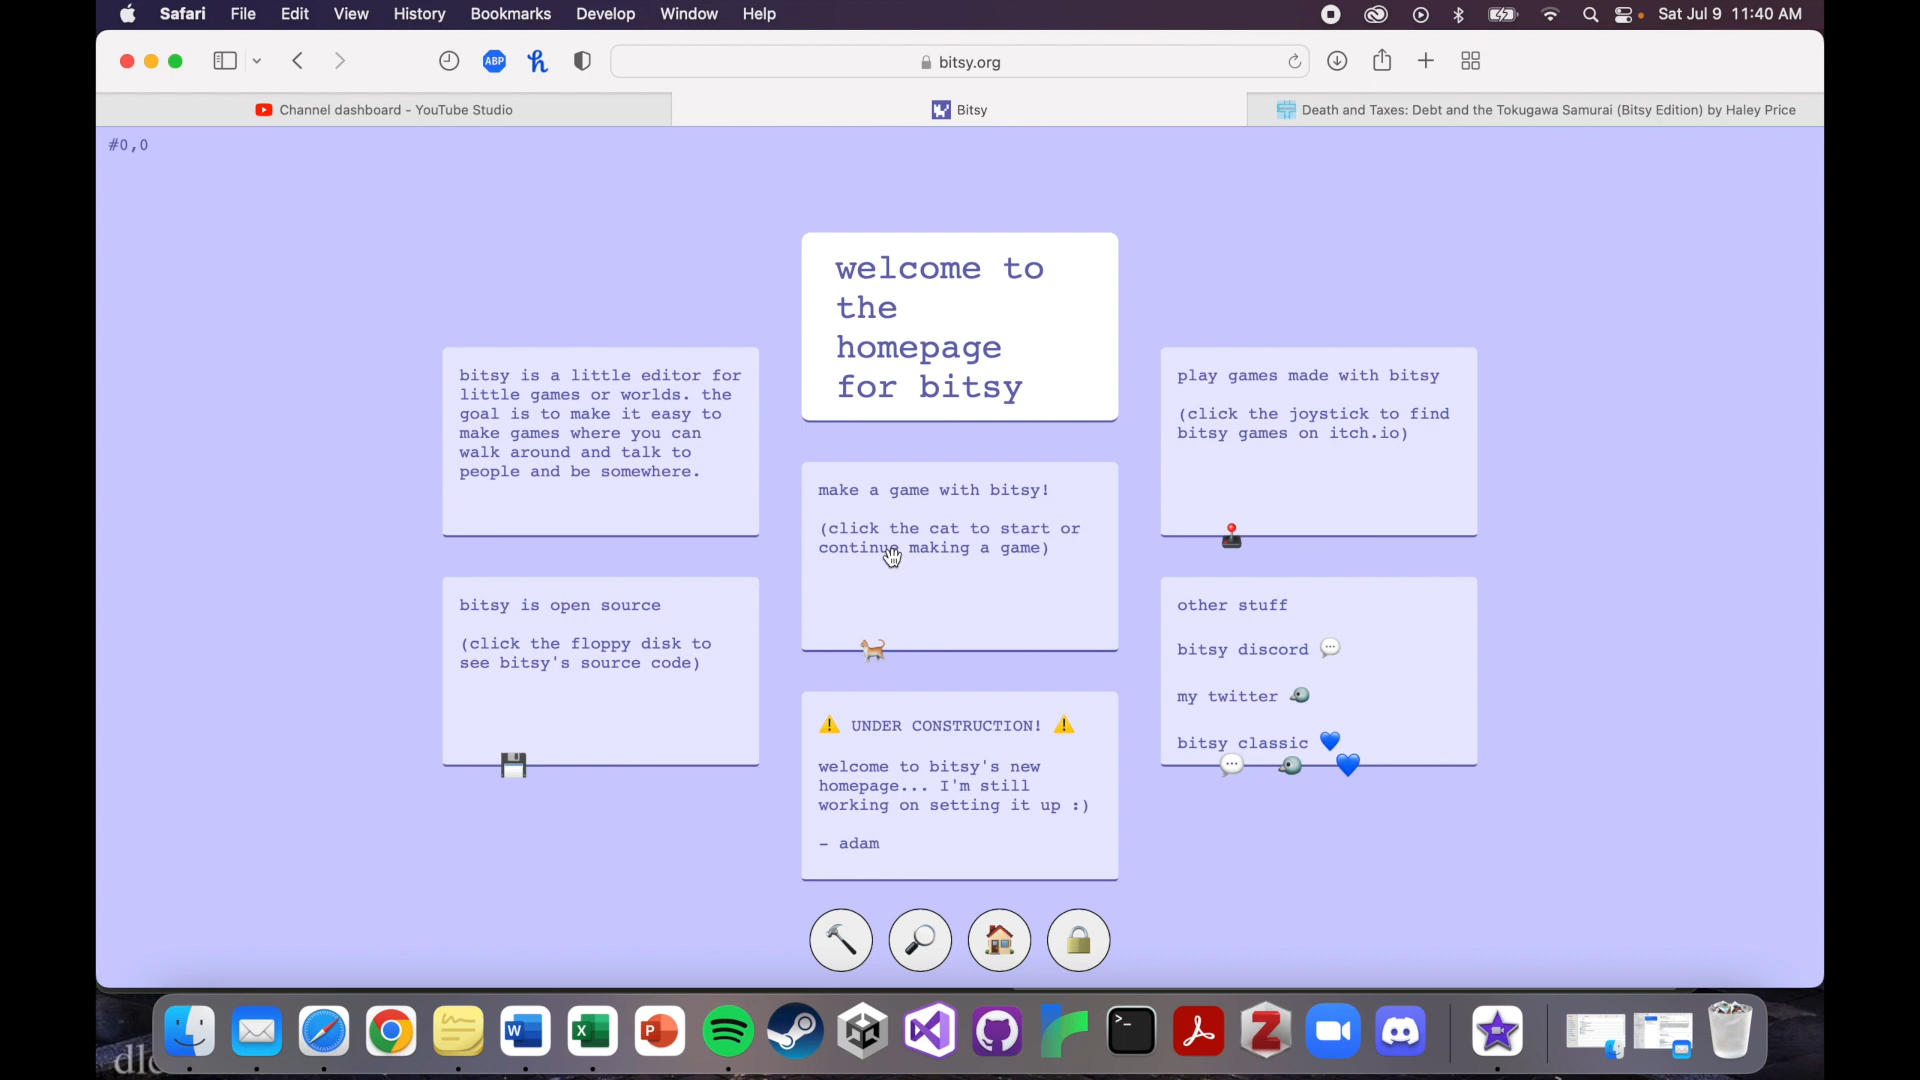 Safari File Edit View History Bookmarks Develop Window Help Sat Jul 9 11:40 AM
ABP
bitsy.org
Channel dashboard - YouTube Studio
Bitsy
Death and Taxes: Debt and the Tokugawa Samurai (Bitsy Edition) by Haley Price
#0,0
welcome to
the
homepage
for bitsy
bitsy is a little editor for
little games or worlds. the
goal is to make it easy to
make games where you can
walk around and talk to
people and be somewhere.
make a game with bitsy!
(click the cat to start or
continue making a game)
play games made with bitsy
(click the joystick to find
bitsy games on itch.io)
bitsy is open source
(click the floppy disk to
see bitsy's source code)
⚠️ UNDER CONSTRUCTION! ⚠️
welcome to bitsy's new
homepage... I'm still
working on setting it up :)
- adam
other stuff
bitsy discord 💬
my twitter 🐦
bitsy classic 💙